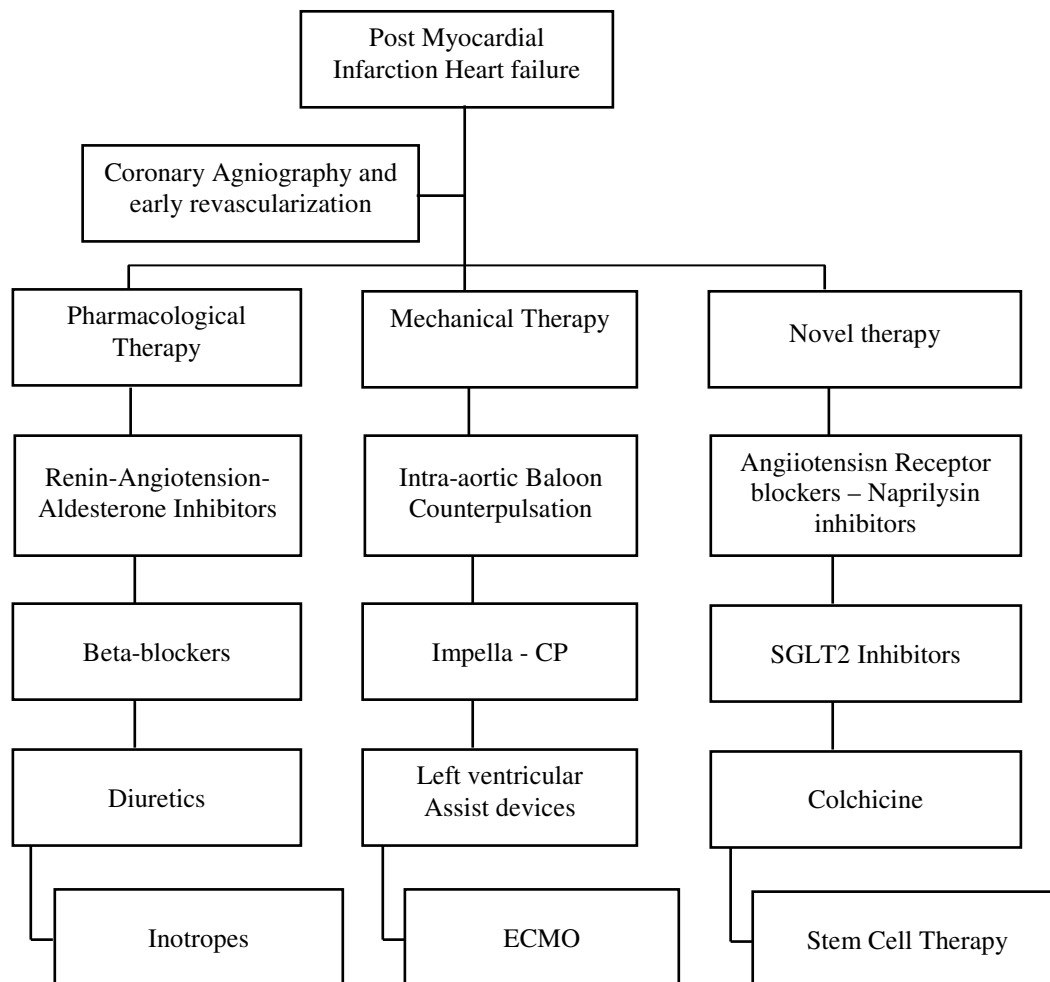 Post Myocardial
Infarction Heart failure
Coronary Agniography and
early revascularization
Pharmacological
Therapy
Mechanical Therapy
Novel therapy
Renin-Angiotension-
Aldesterone Inhibitors
Intra-aortic Baloon
Counterpulsation
Angiiotensisn Receptor
blockers – Naprilysin
inhibitors
Beta-blockers
Impella - CP
SGLT2 Inhibitors
Diuretics
Left ventricular
Assist devices
Colchicine
Inotropes
ECMO
Stem Cell Therapy